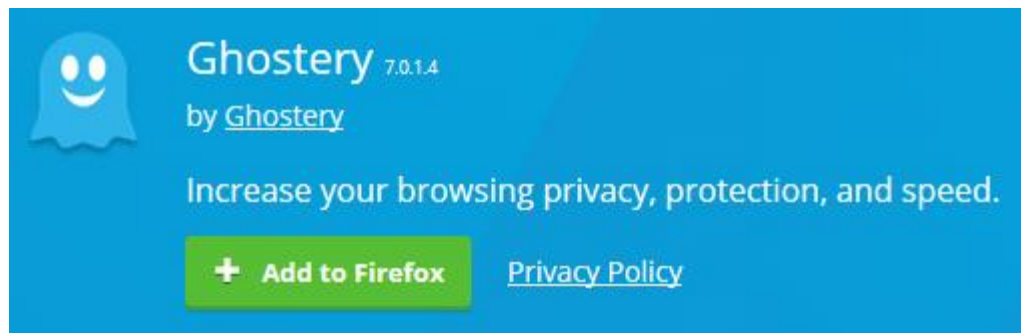 Ghostery 7.0.1.4
by Ghostery
Increase your browsing privacy, protection, and speed.
+ Add to Firefox Privacy Policy